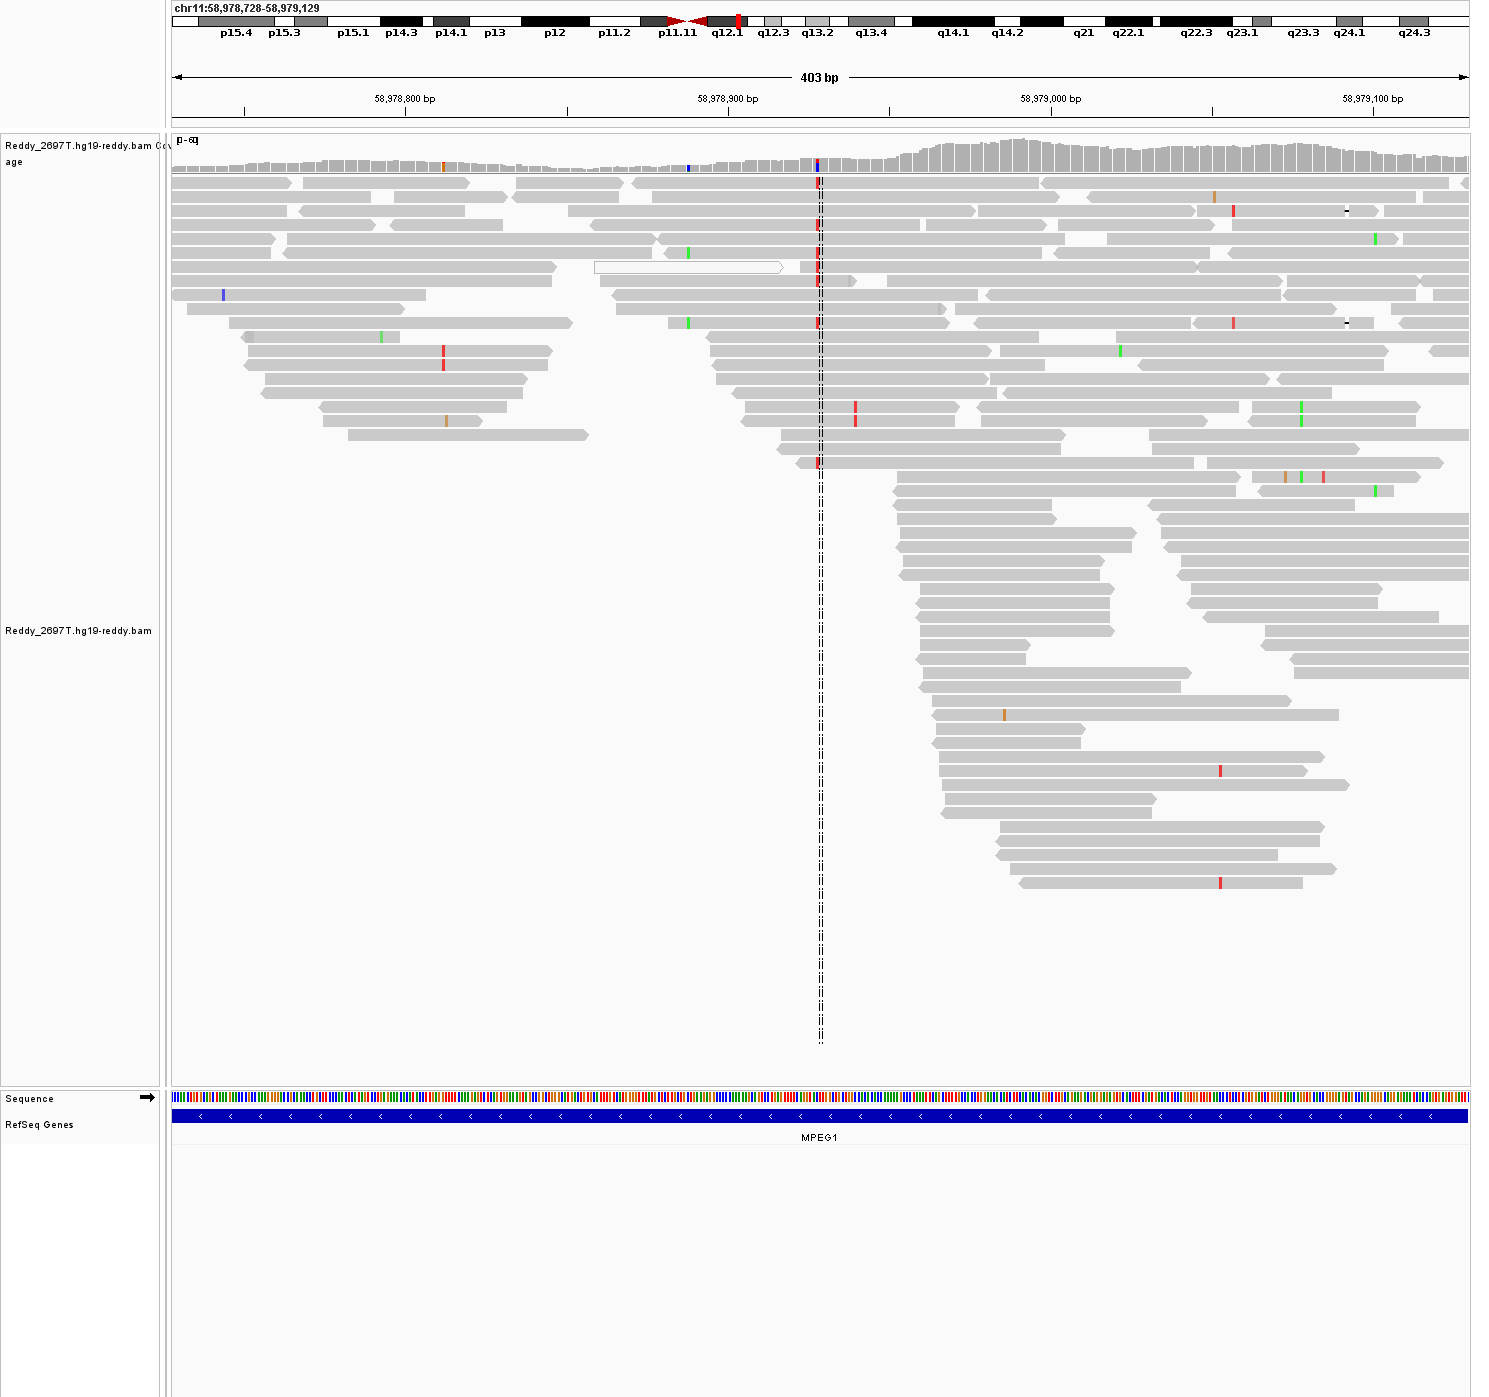 chr11:58,978,728-58,979,129
p15.4 p15.3 p15.1 p14.3 p14.1 p13 p12 p11.2 p11.11 q12.1 q12.3 q13.2 q13.4 q14.1 q14.2 q21 q22.1 q22.3 q23.1 q23.3 q24.1 q24.3
403 bp
58,978,800 bp 58,978,900 bp 58,979,000 bp 58,979,100 bp
[0 - 60]
Reddy_2697T.hg19-reddy.bam Cov
age
Reddy_2697T.hg19-reddy.bam
Sequence
RefSeq Genes
MPEG1